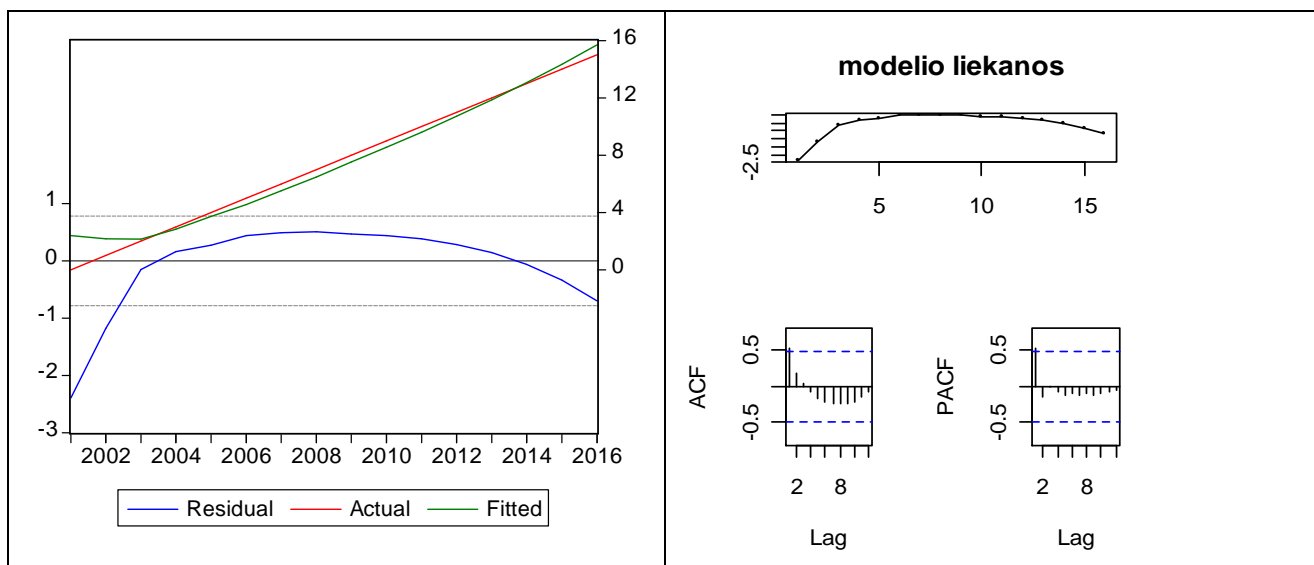 16
12
8
4
0
1
0
-1
-2
-3
2002 2004 2006 2008 2010 2012 2014 2016
Residual Actual Fitted
modelio liekanos
-2.5
5 10 15
ACF
0.5
-0.5
2 8
Lag
PACF
0.5
-0.5
2 8
Lag